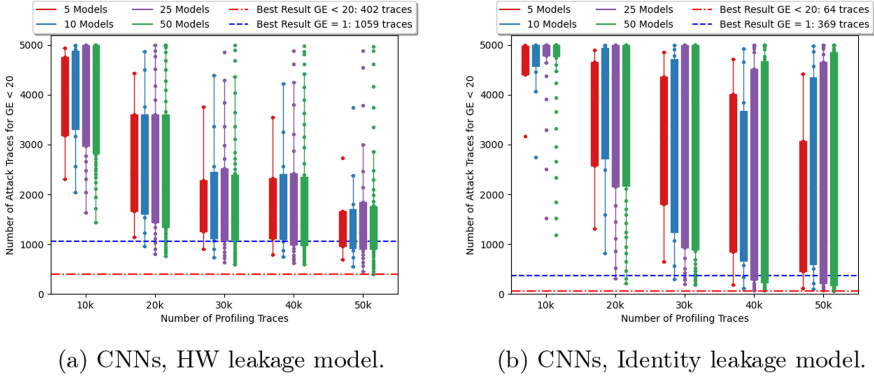 5 Models
10 Models
25 Models
50 Models
Best Result GE < 20: 402 traces
Best Result GE = 1: 1059 traces
Number of Attack Traces for GE < 20
5000
4000
3000
2000
1000
0
10k
20k
30k
40k
50k
Number of Profiling Traces
(a) CNNs, HW leakage model.
5 Models
10 Models
25 Models
50 Models
Best Result GE < 20: 64 traces
Best Result GE = 1: 369 traces
Number of Attack Traces for GE < 20
5000
4000
3000
2000
1000
0
10k
20k
30k
40k
50k
Number of Profiling Traces
(b) CNNs, Identity leakage model.